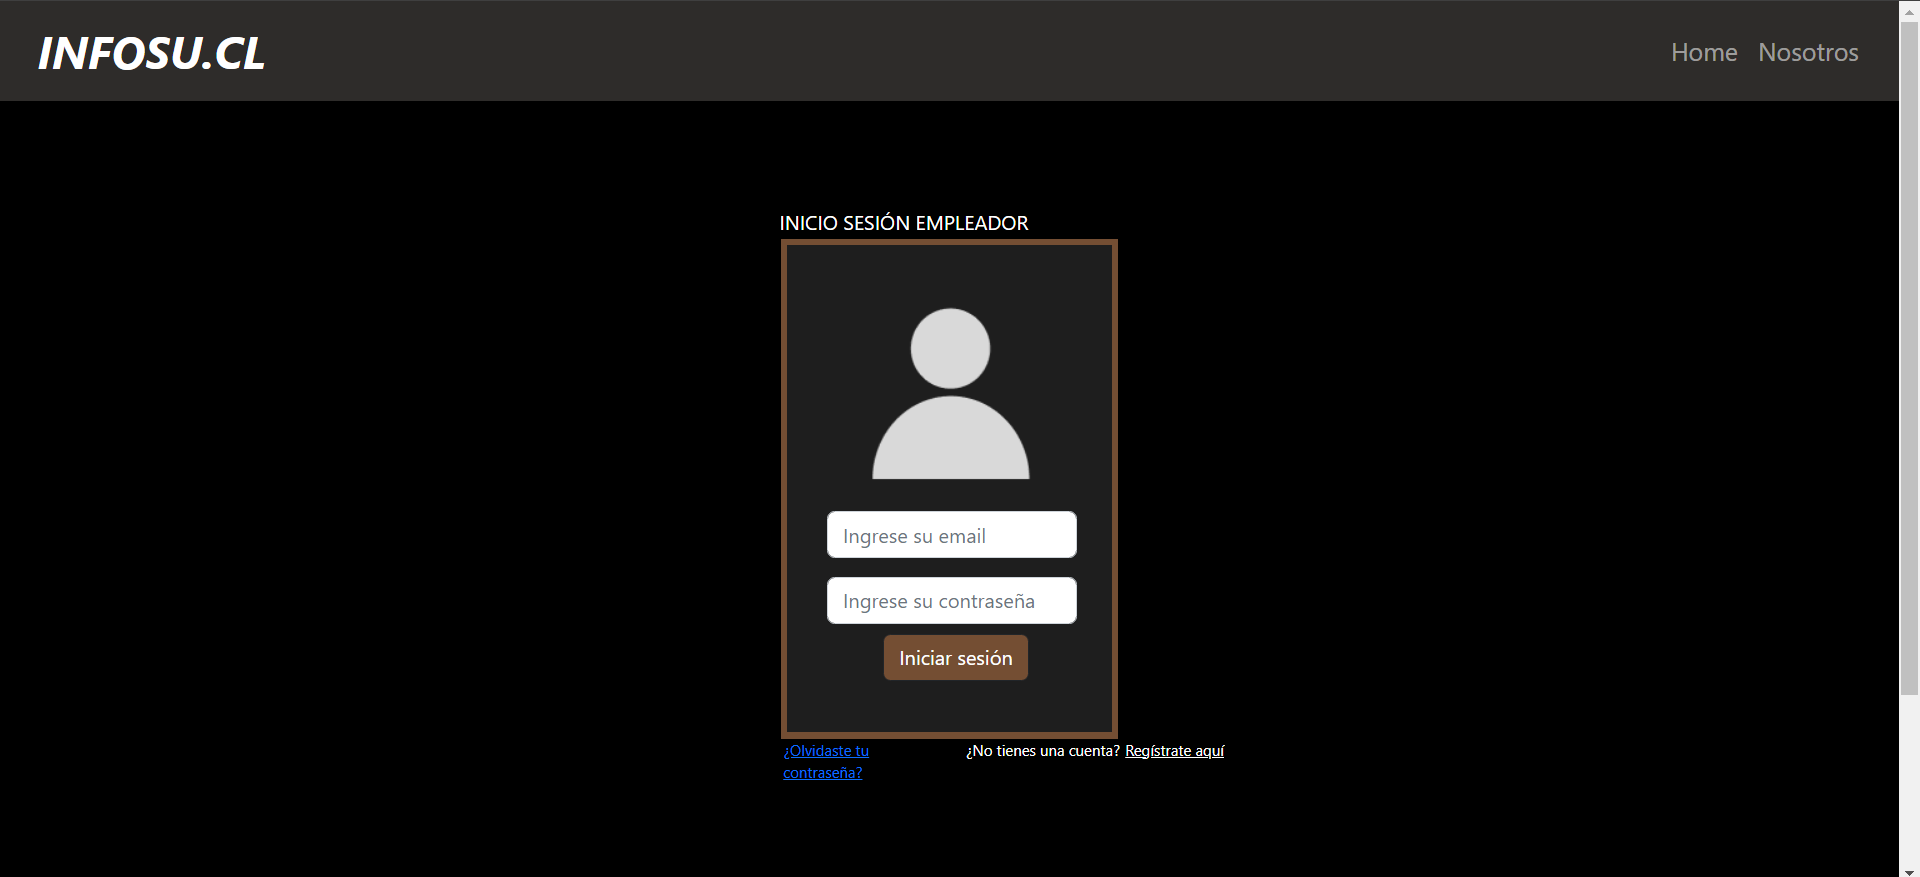 INFOSU.CL
Home Nosotros
INICIO SESIÓN EMPLEADOR
Ingrese su email
Ingrese su contraseña
Iniciar sesión
¿Olvidaste tu
contraseña?
¿No tienes una cuenta? Regístrate aquí